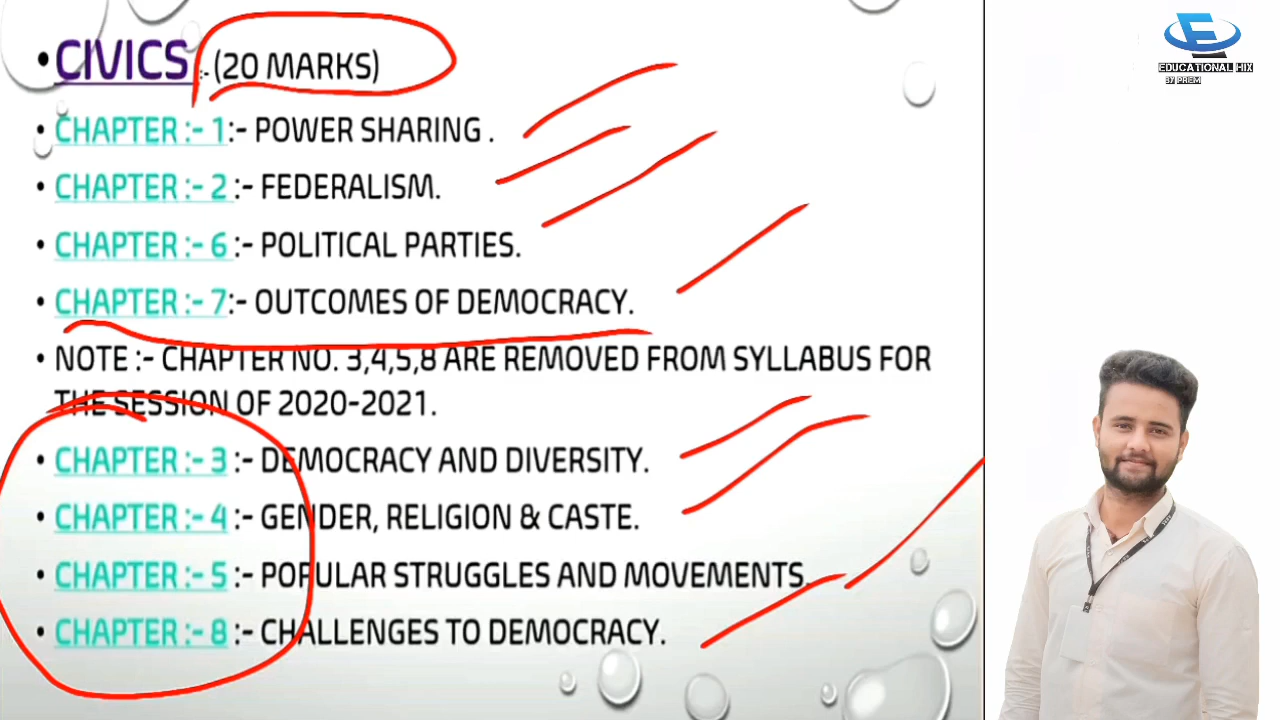 • CIVICS :- (20 MARKS)
• CHAPTER :- 1:- POWER SHARING .
• CHAPTER :- 2 :- FEDERALISM.
• CHAPTER :- 6 :- POLITICAL PARTIES.
• CHAPTER :- 7:- OUTCOMES OF DEMOCRACY.
• NOTE :- CHAPTER NO. 3,4,5,8 ARE REMOVED FROM SYLLABUS FOR
THE SESSION OF 2020-2021.
• CHAPTER :- 3 :- DEMOCRACY AND DIVERSITY.
• CHAPTER :- 4 :- GENDER, RELIGION & CASTE.
• CHAPTER :- 5 :- POPULAR STRUGGLES AND MOVEMENTS.
• CHAPTER :- 8 :- CHALLENGES TO DEMOCRACY.
EDUCATIONAL HIX
BY PREM